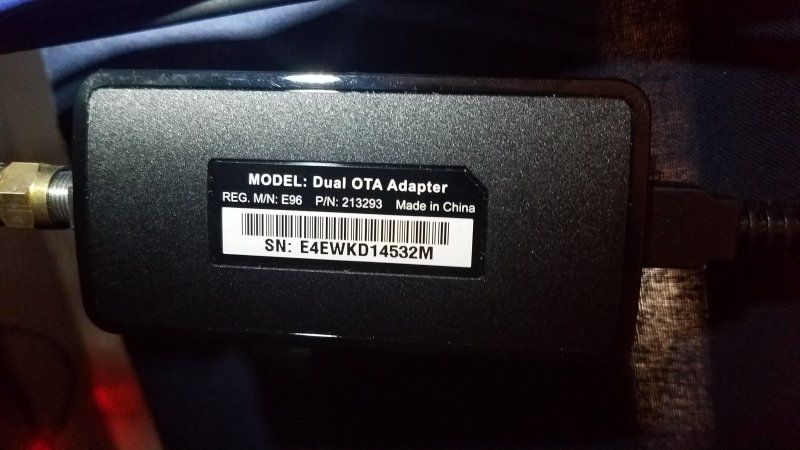 MODEL: Dual OTA Adapter
REG. M/N: E96 P/N: 213293 Made in China
SN: E4EWKD14532M